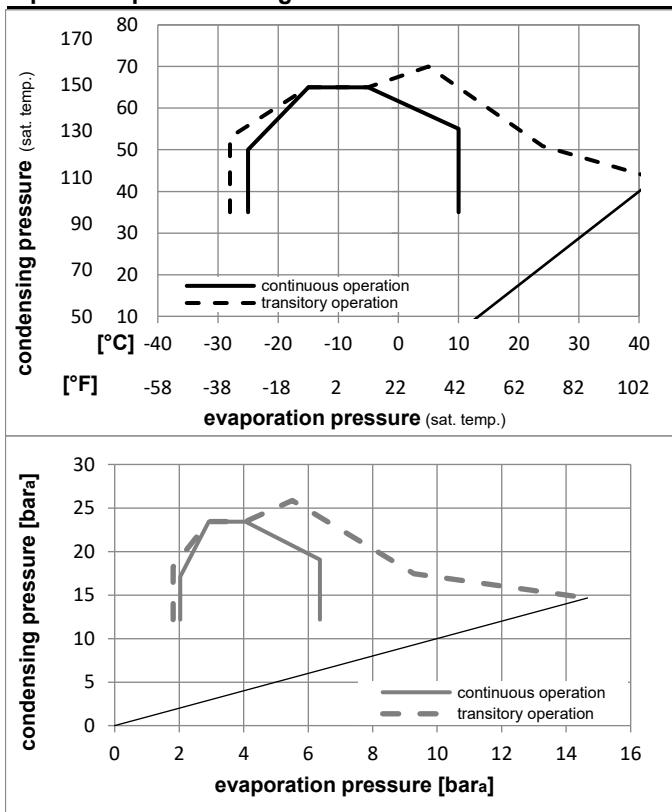 80
170
70
150
60
130
50
110
40
90
30
70
20
50
10
condensing pressure (sat. temp.)
continuous operation
transitory operation
[°C] -40 -30 -20 -10 0 10 20 30 40
[°F] -58 -38 -18 2 22 42 62 82 102
evaporation pressure (sat. temp.)
30
25
20
15
10
5
0
condensing pressure [bara]
continuous operation
transitory operation
0 2 4 6 8 10 12 14 16
evaporation pressure [bara]